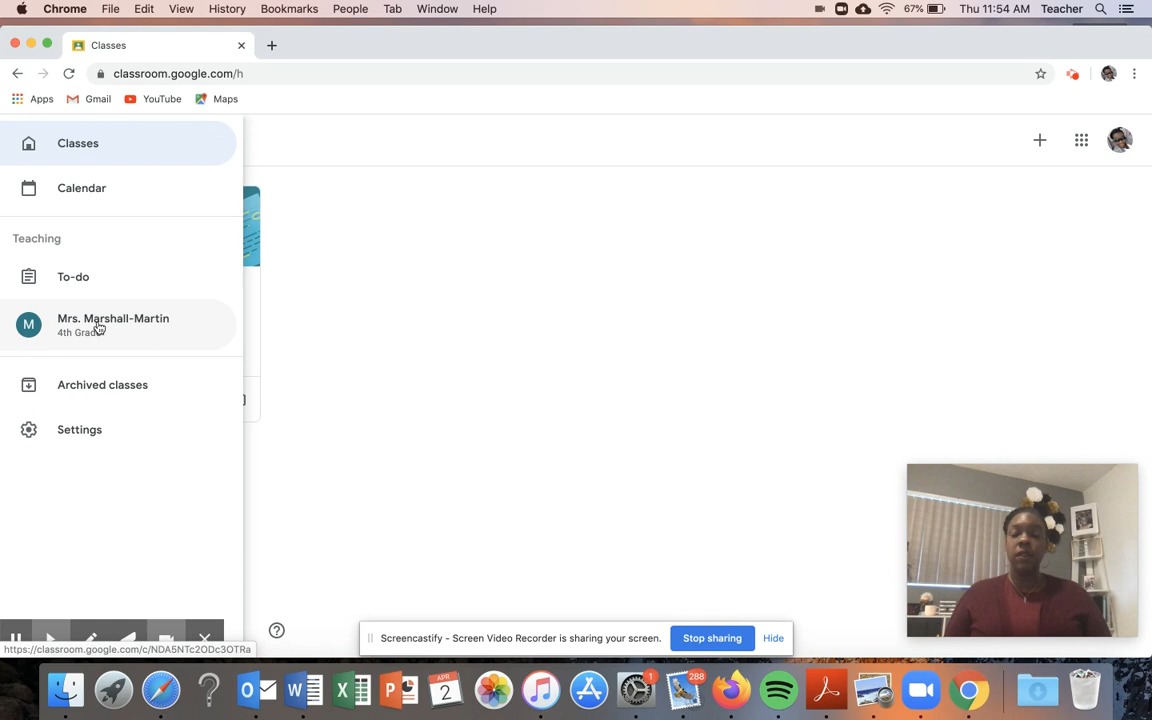 Chrome File Edit View History Bookmarks People Tab Window Help 67% Thu 11:54 AM Teacher
Classes
classroom.google.com/h
Apps Gmail YouTube Maps
Classes
Calendar
Teaching
To-do
M Mrs. Marshall-Martin
4th Grade
Archived classes
Settings
Screencastify - Screen Video Recorder is sharing your screen. Stop sharing Hide
https://classroom.google.com/c/NDA5NTc2ODc3OTRa
APR
2
1
288